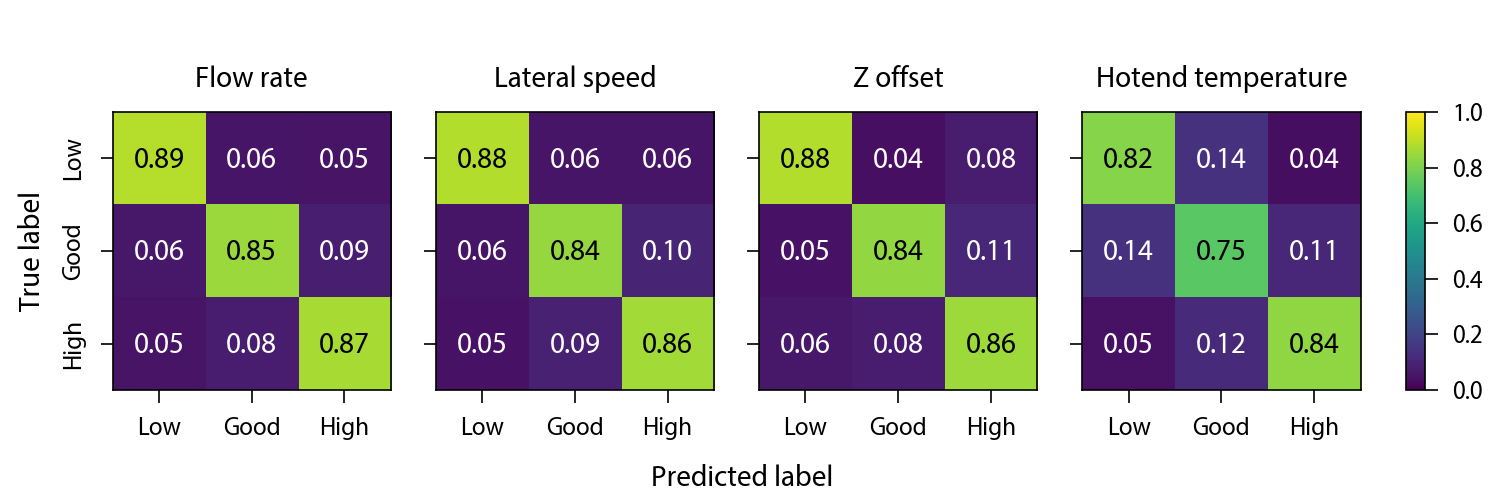 Flow rate Lateral speed Z offset Hotend temperature
1.0
Low 0.89 0.06 0.05 0.88 0.06 0.06 0.88 0.04 0.08 0.82 0.14 0.04
0.8
0.6
True label
Good 0.06 0.85 0.09 0.06 0.84 0.10 0.05 0.84 0.11 0.14 0.75 0.11
0.4
High 0.05 0.08 0.87 0.05 0.09 0.86 0.06 0.08 0.86 0.05 0.12 0.84
0.2
0.0
Low Good High Low Good High Low Good High Low Good High
Predicted label